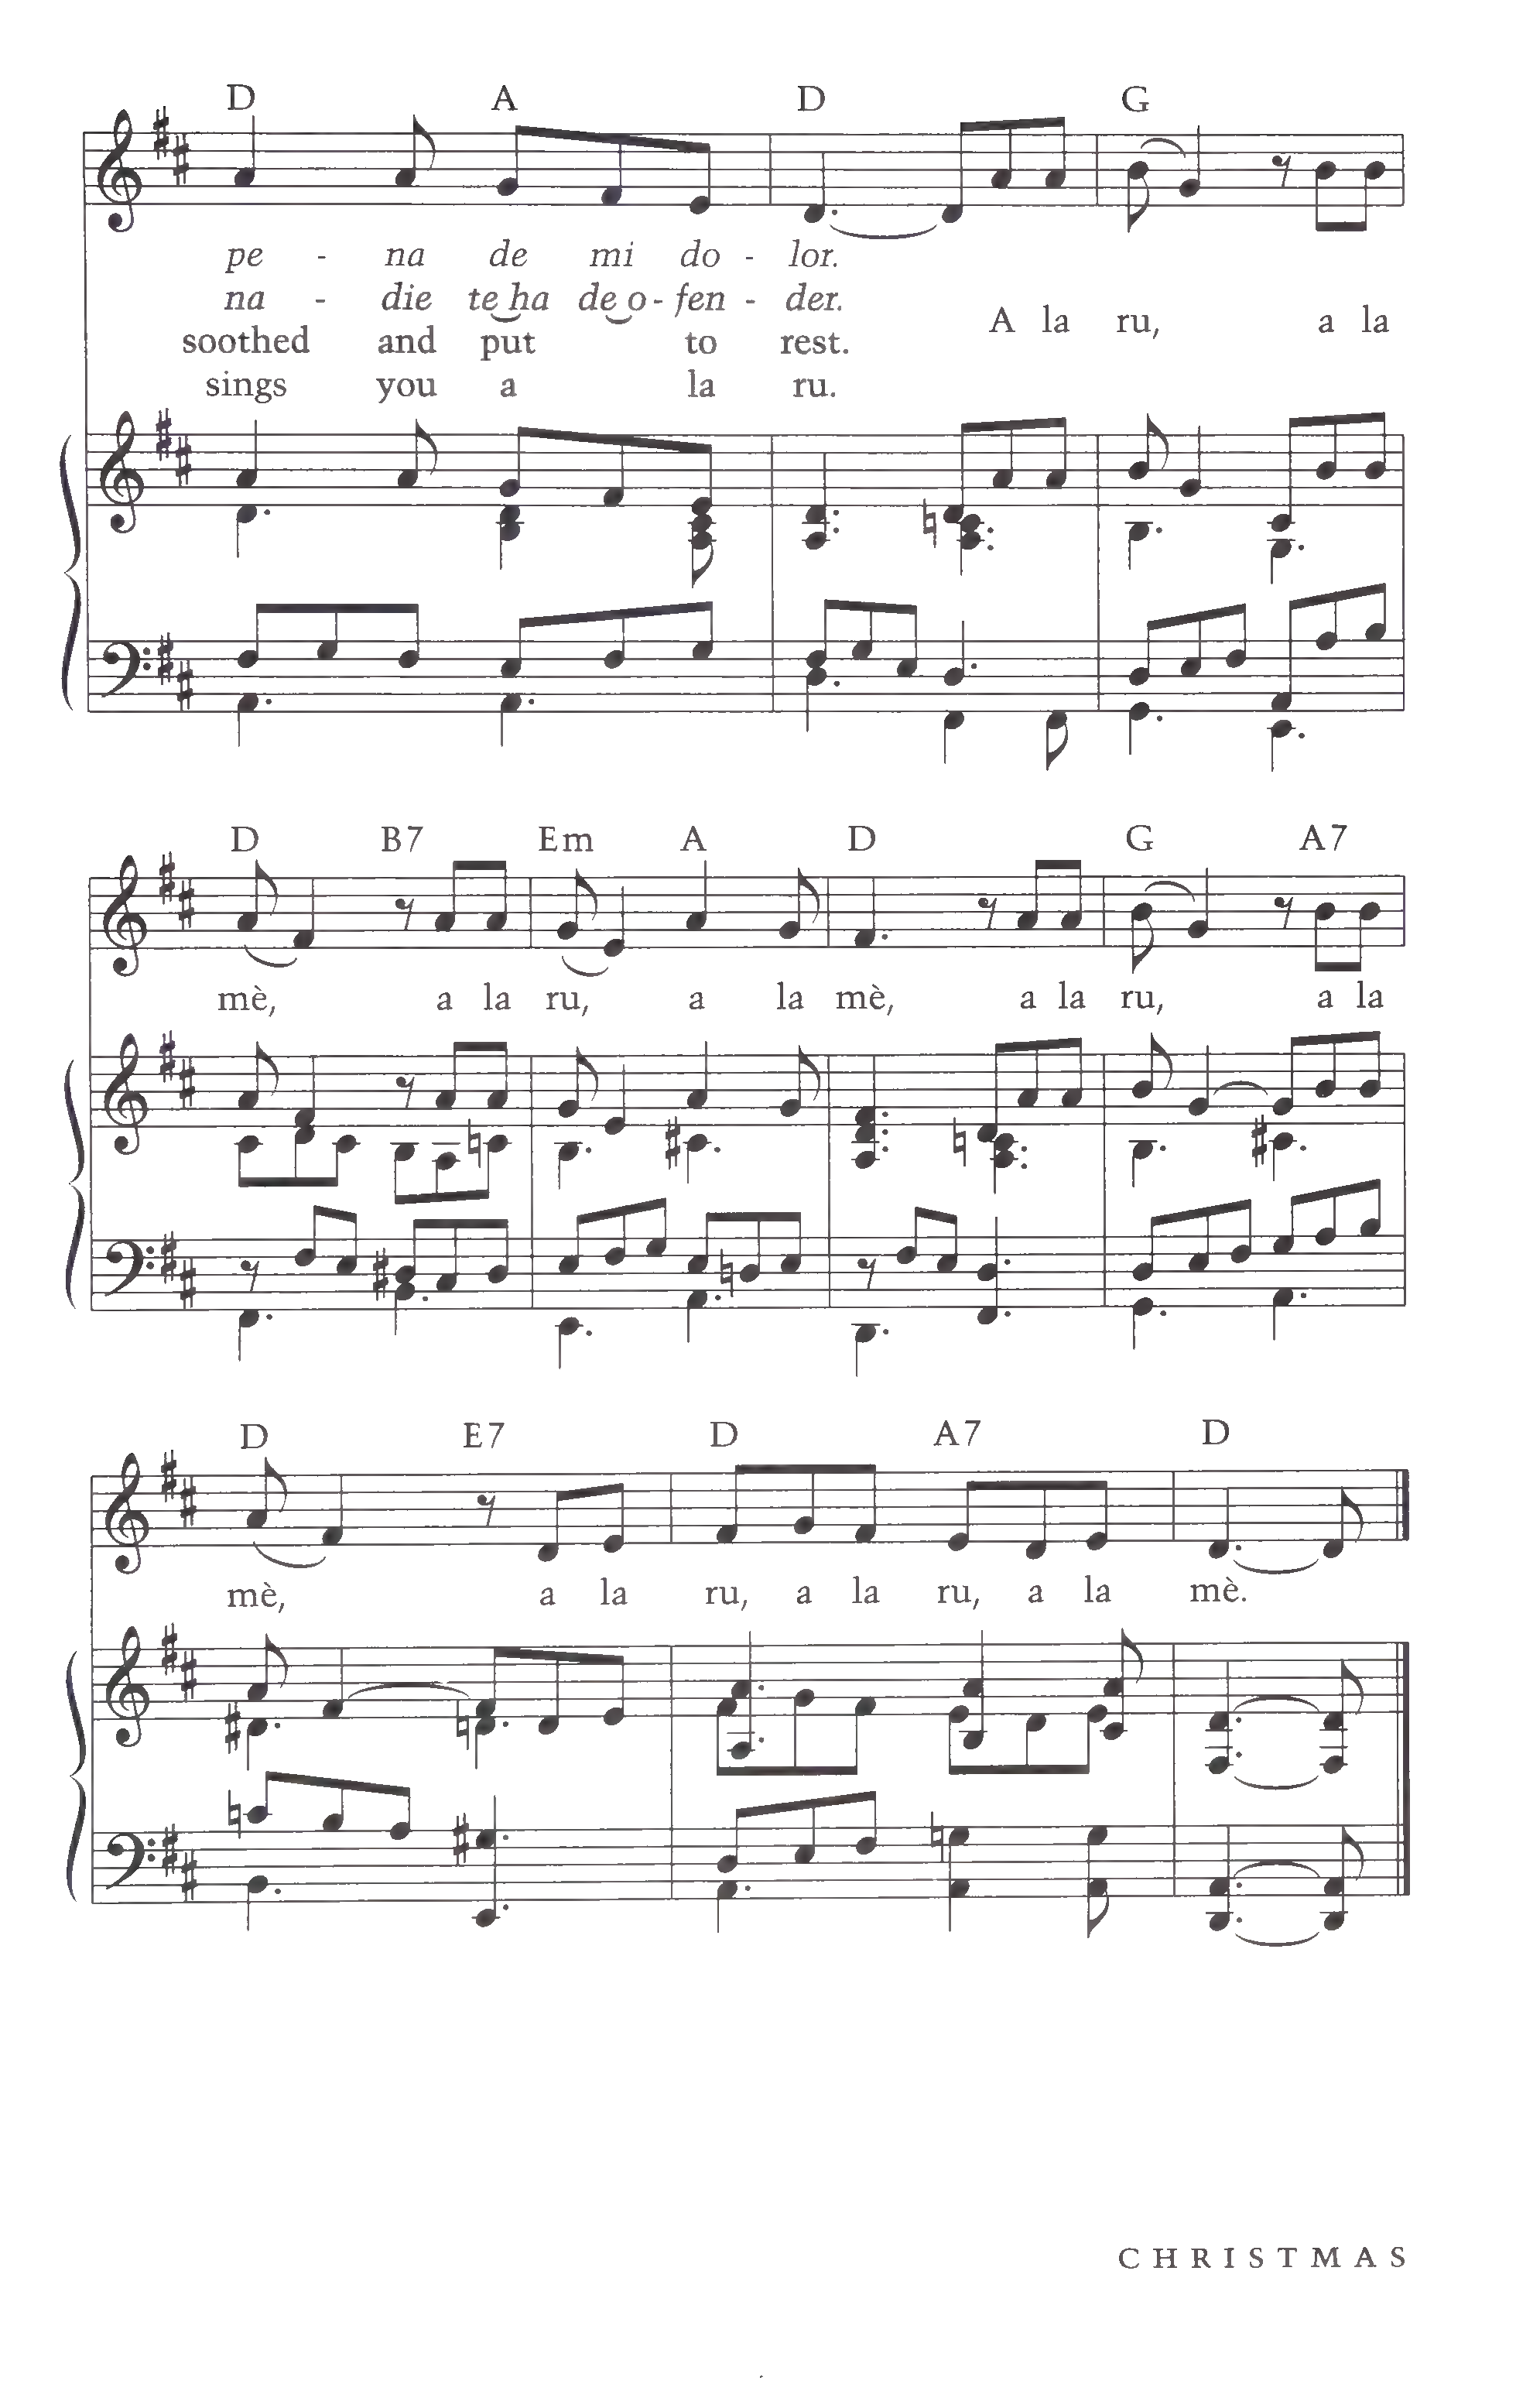 D A D G
pe - na de mi do - lor.
na - die te ha de o - fen - der.
soothed and put to rest.
sings you a la ru.
A la ru, a la
D B7 Em A D G A7
mè, a la ru, a la mè, a la ru, a la
D E7 D A7 D
mè, a la ru, a la ru, a la mè.
CHRISTMAS